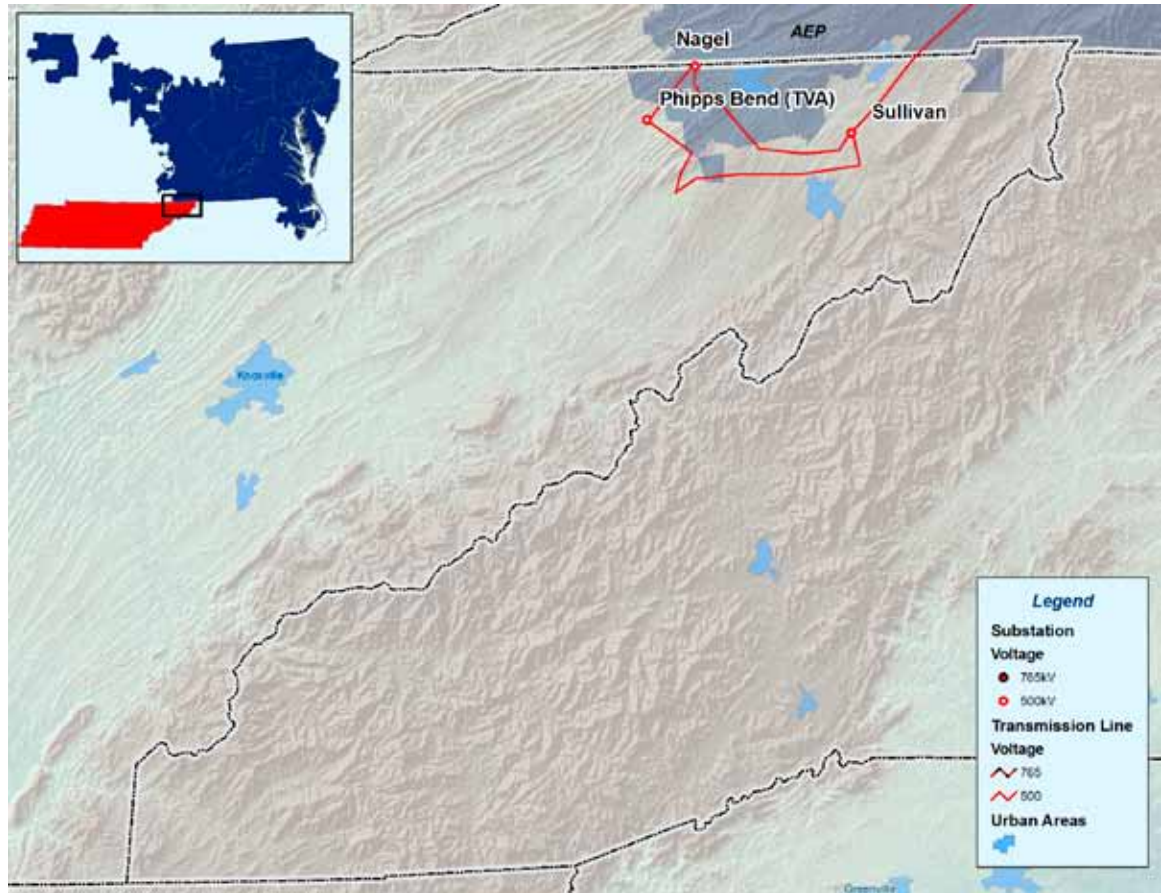 AEP
Nagel
Phipps Bend (TVA)
Sullivan
Knoxville
Legend
Substation
Voltage
765kV
500kV
Transmission Line
Voltage
765
500
Urban Areas
Greenville